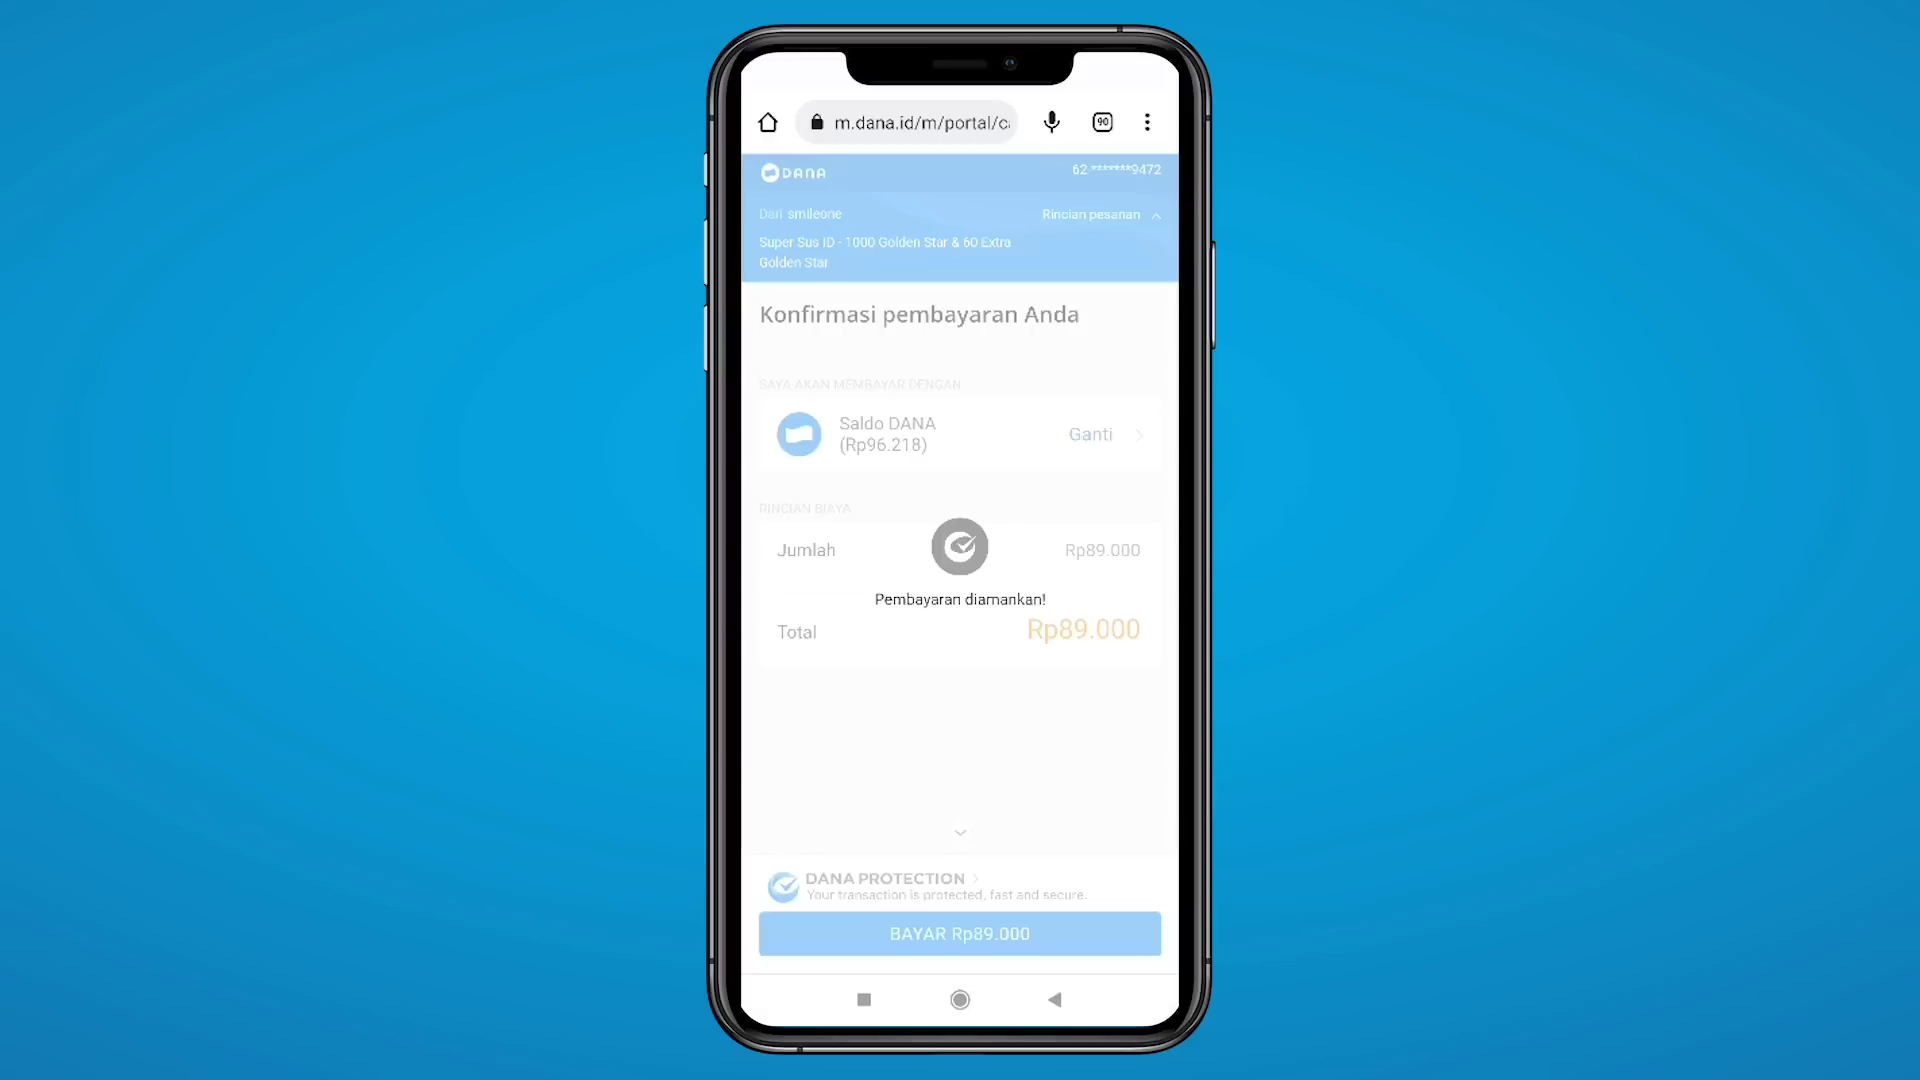 m.dana.id/m/portal/c
90
DANA
62-*******9472
Dari smileone
Rincian pesanan
Super Sus ID - 1000 Golden Star & 60 Extra
Golden Star
Konfirmasi pembayaran Anda
SAYA AKAN MEMBAYAR DENGAN
Saldo DANA
(Rp96.218)
Ganti
RINCIAN BIAYA
Jumlah
Rp89.000
Pembayaran diamankan!
Total
Rp89.000
DANA PROTECTION
Your transaction is protected, fast and secure.
BAYAR Rp89.000